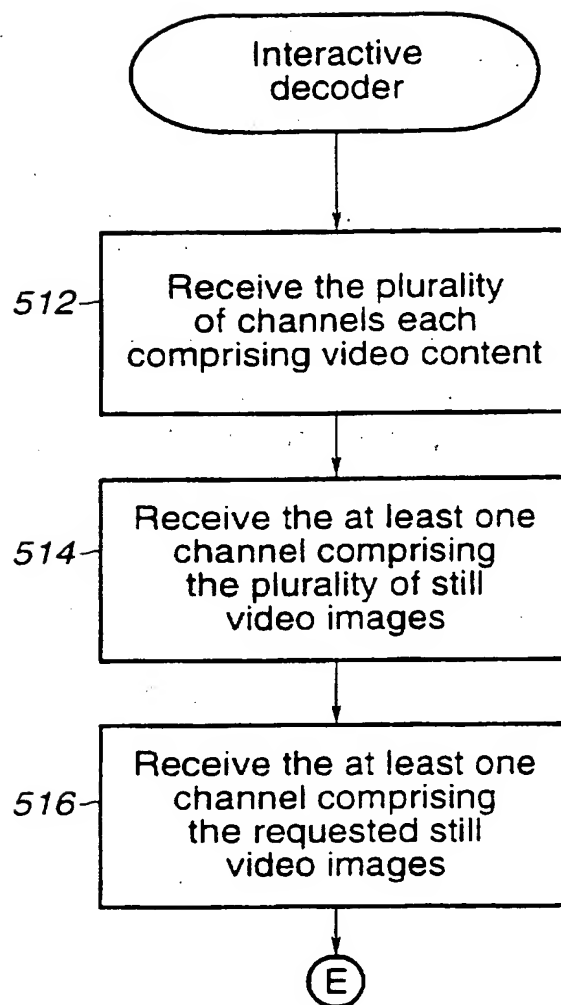 Interactive
decoder
512
Receive the plurality
of channels each
comprising video content
514
Receive the at least one
channel comprising
the plurality of still
video images
516
Receive the at least one
channel comprising
the requested still
video images
E